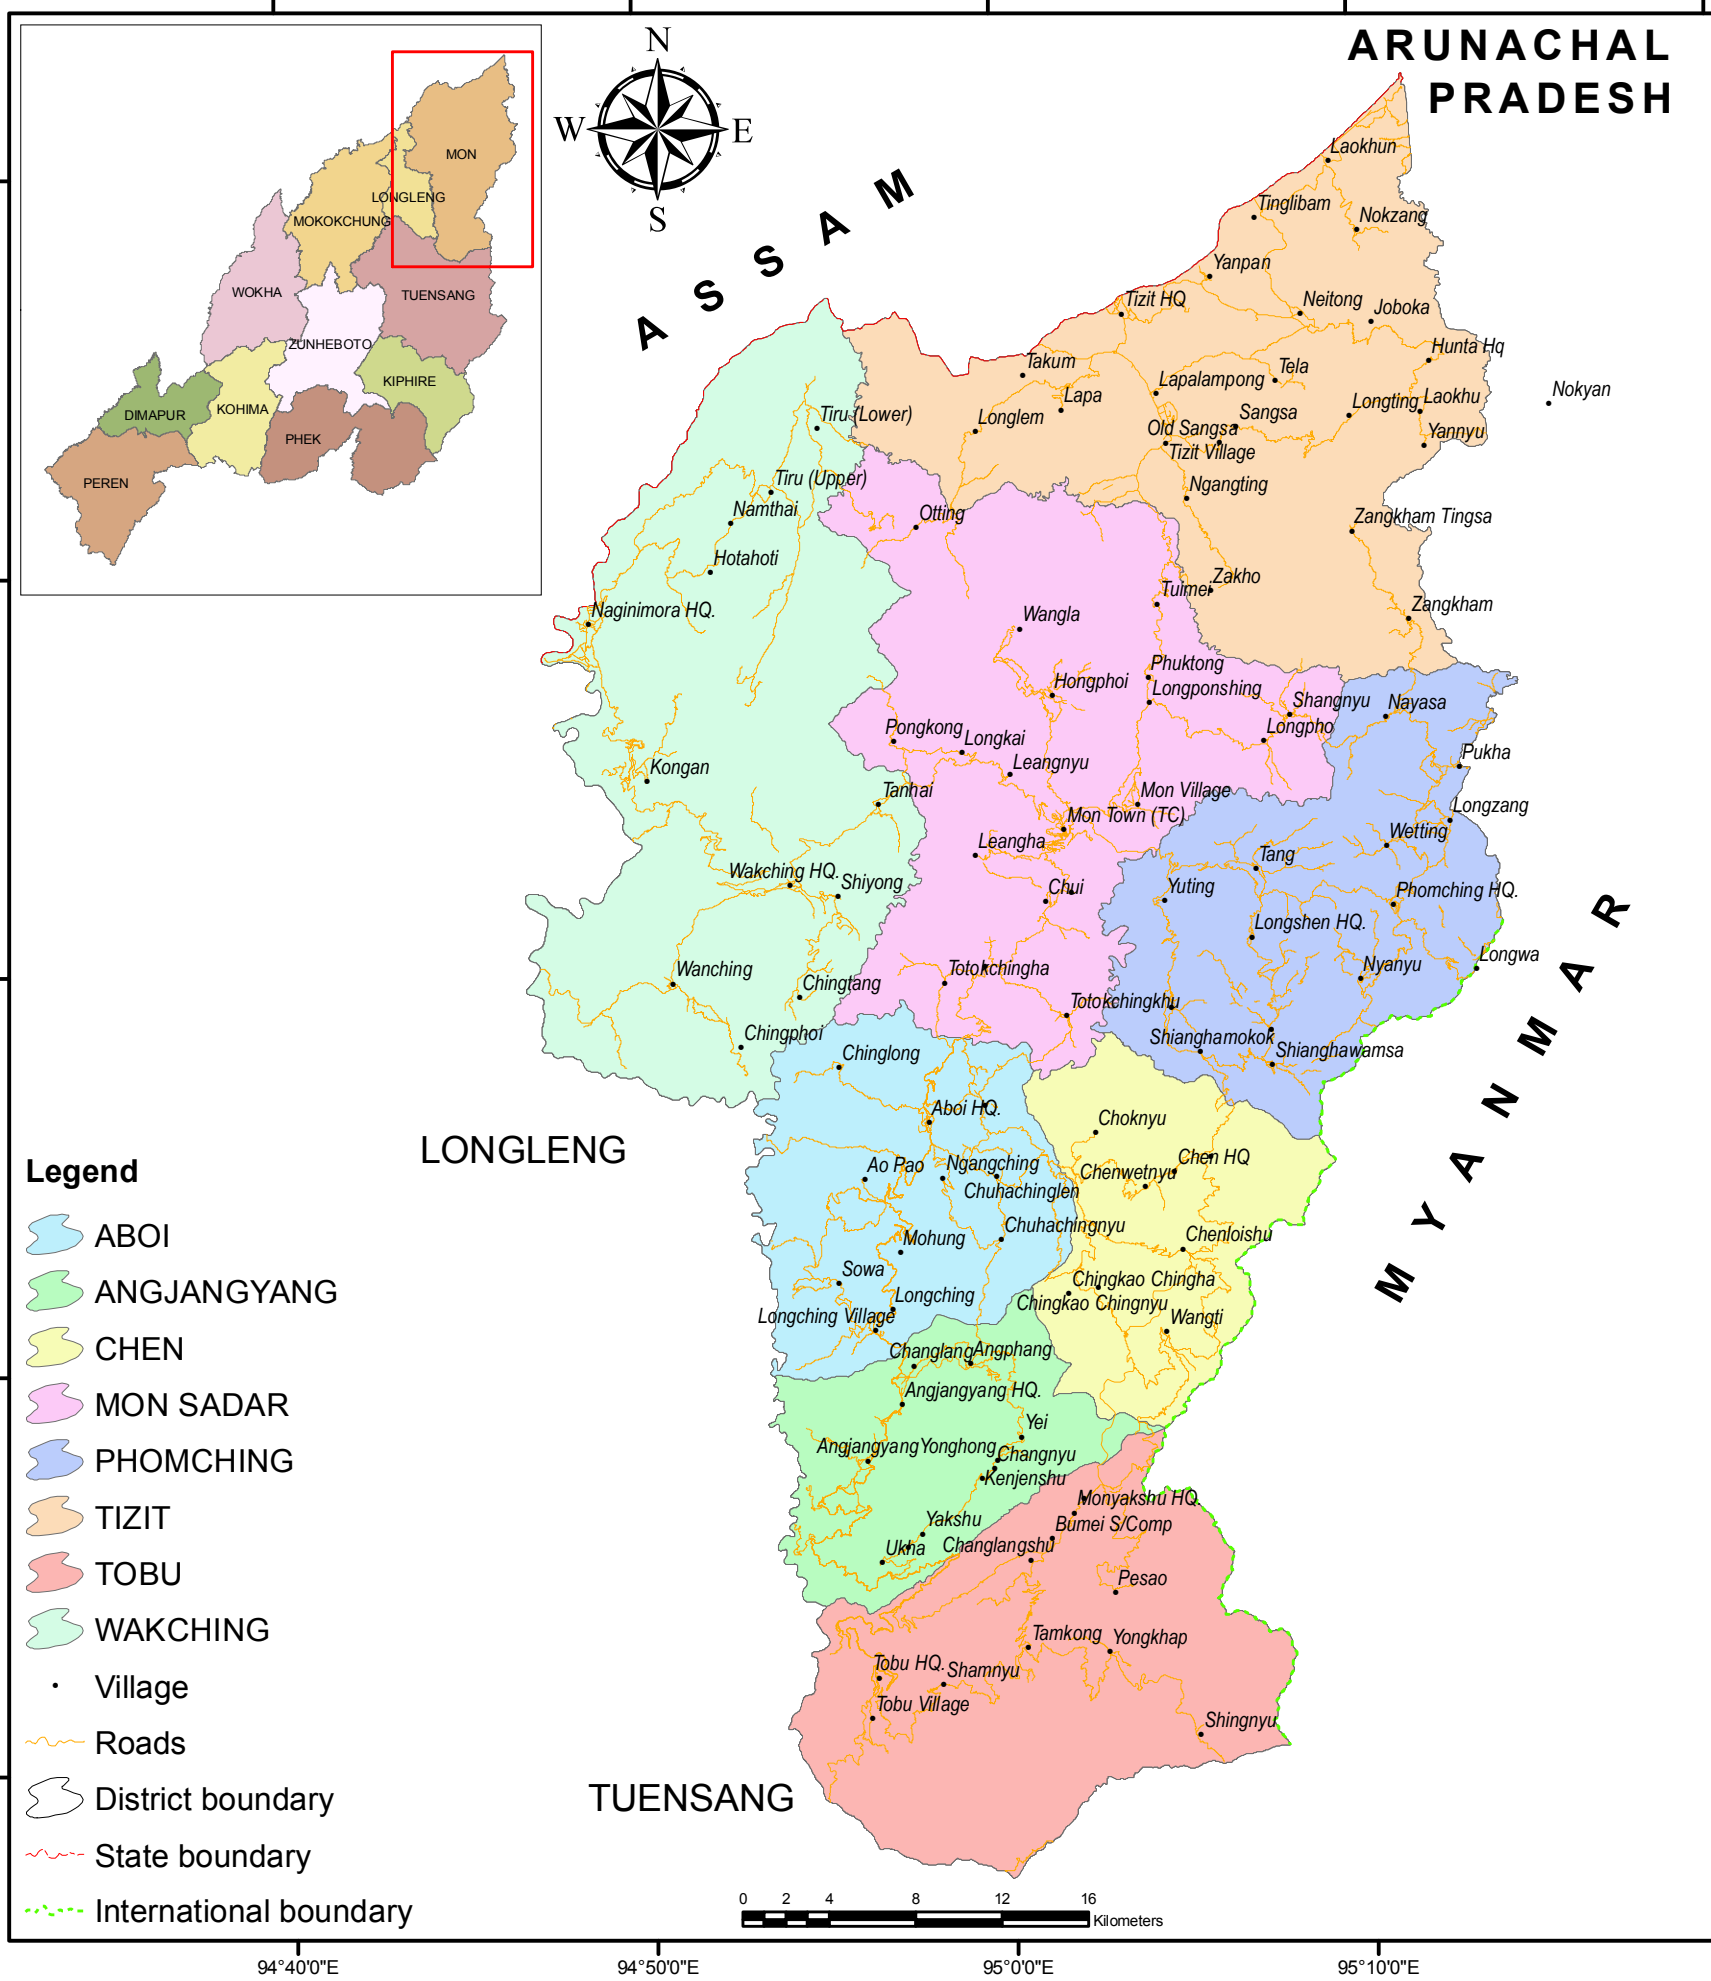 ARUNACHAL
PRADESH
N
W
E
S
MON
LONGLENG
MOKOKCHUNG
WOKHA
TUENSANG
ZUNHEBOTO
KIPHIRE
DIMAPUR
KOHIMA
PHEK
PEREN
ASSAM
Laokhun
Tinglibam
Nokzang
Yanpan
Tizit HQ
Neitong
Joboka
Hunta Hq
Takum
Tela
Lapalampong
Nokyan
Lapa
Longting
Laokhu
Tiru (Lower)
Longlem
Sangsa
Old Sangsa
Yannyu
Tizit Village
Tiru (Upper)
Ngangting
Namthai
Otting
Zangkham Tingsa
Hotahoti
Zakho
Tuimei
Naginimora HQ.
Wangla
Zangkham
Phuktong
Hongphoi
Longponshing
Shangnyu
Nayasa
Pongkong
Longkai
Longpho
Pukha
Kongan
Leangnyu
Tanhai
Mon Village
Longzang
Mon Town (TC)
Wetting
Leangha
Tang
Wakching HQ.
Shiyong
Chui
Yuting
Phomching HQ.
Longshen HQ.
Wanching
Totokchingha
Nyanyu
Longwa
Chingtang
Totokchingkhu
Chingphoi
Shianghamokok
Chinglong
Shianghawamsa
MYANMAR
Aboi HQ.
Choknyu
LONGLENG
Chen HQ
Ao Pao
Ngangching
Chenwetnyu
Chuhachinglen
Chuhachingnyu
Mohung
Chenloishu
Sowa
Chingkao Chingha
Longching
Chingkao Chingnyu
Longching Village
Wangti
Changlang
Angphang
Angjangyang HQ.
Yei
Angjangyang
Yonghong
Changnyu
Kenjenshu
Monyakshu HQ.
Yakshu
Bumei S/Comp
Ukha
Changlangshu
Pesao
Tamkong
Yongkhap
Tobu HQ.
Shamnyu
Tobu Village
Shingnyu
TUENSANG
Legend
ABOI
ANGJANGYANG
CHEN
MON SADAR
PHOMCHING
TIZIT
TOBU
WAKCHING
Village
Roads
District boundary
State boundary
International boundary
0 2 4 8 12 16
Kilometers
94°40'0"E 94°50'0"E 95°0'0"E 95°10'0"E